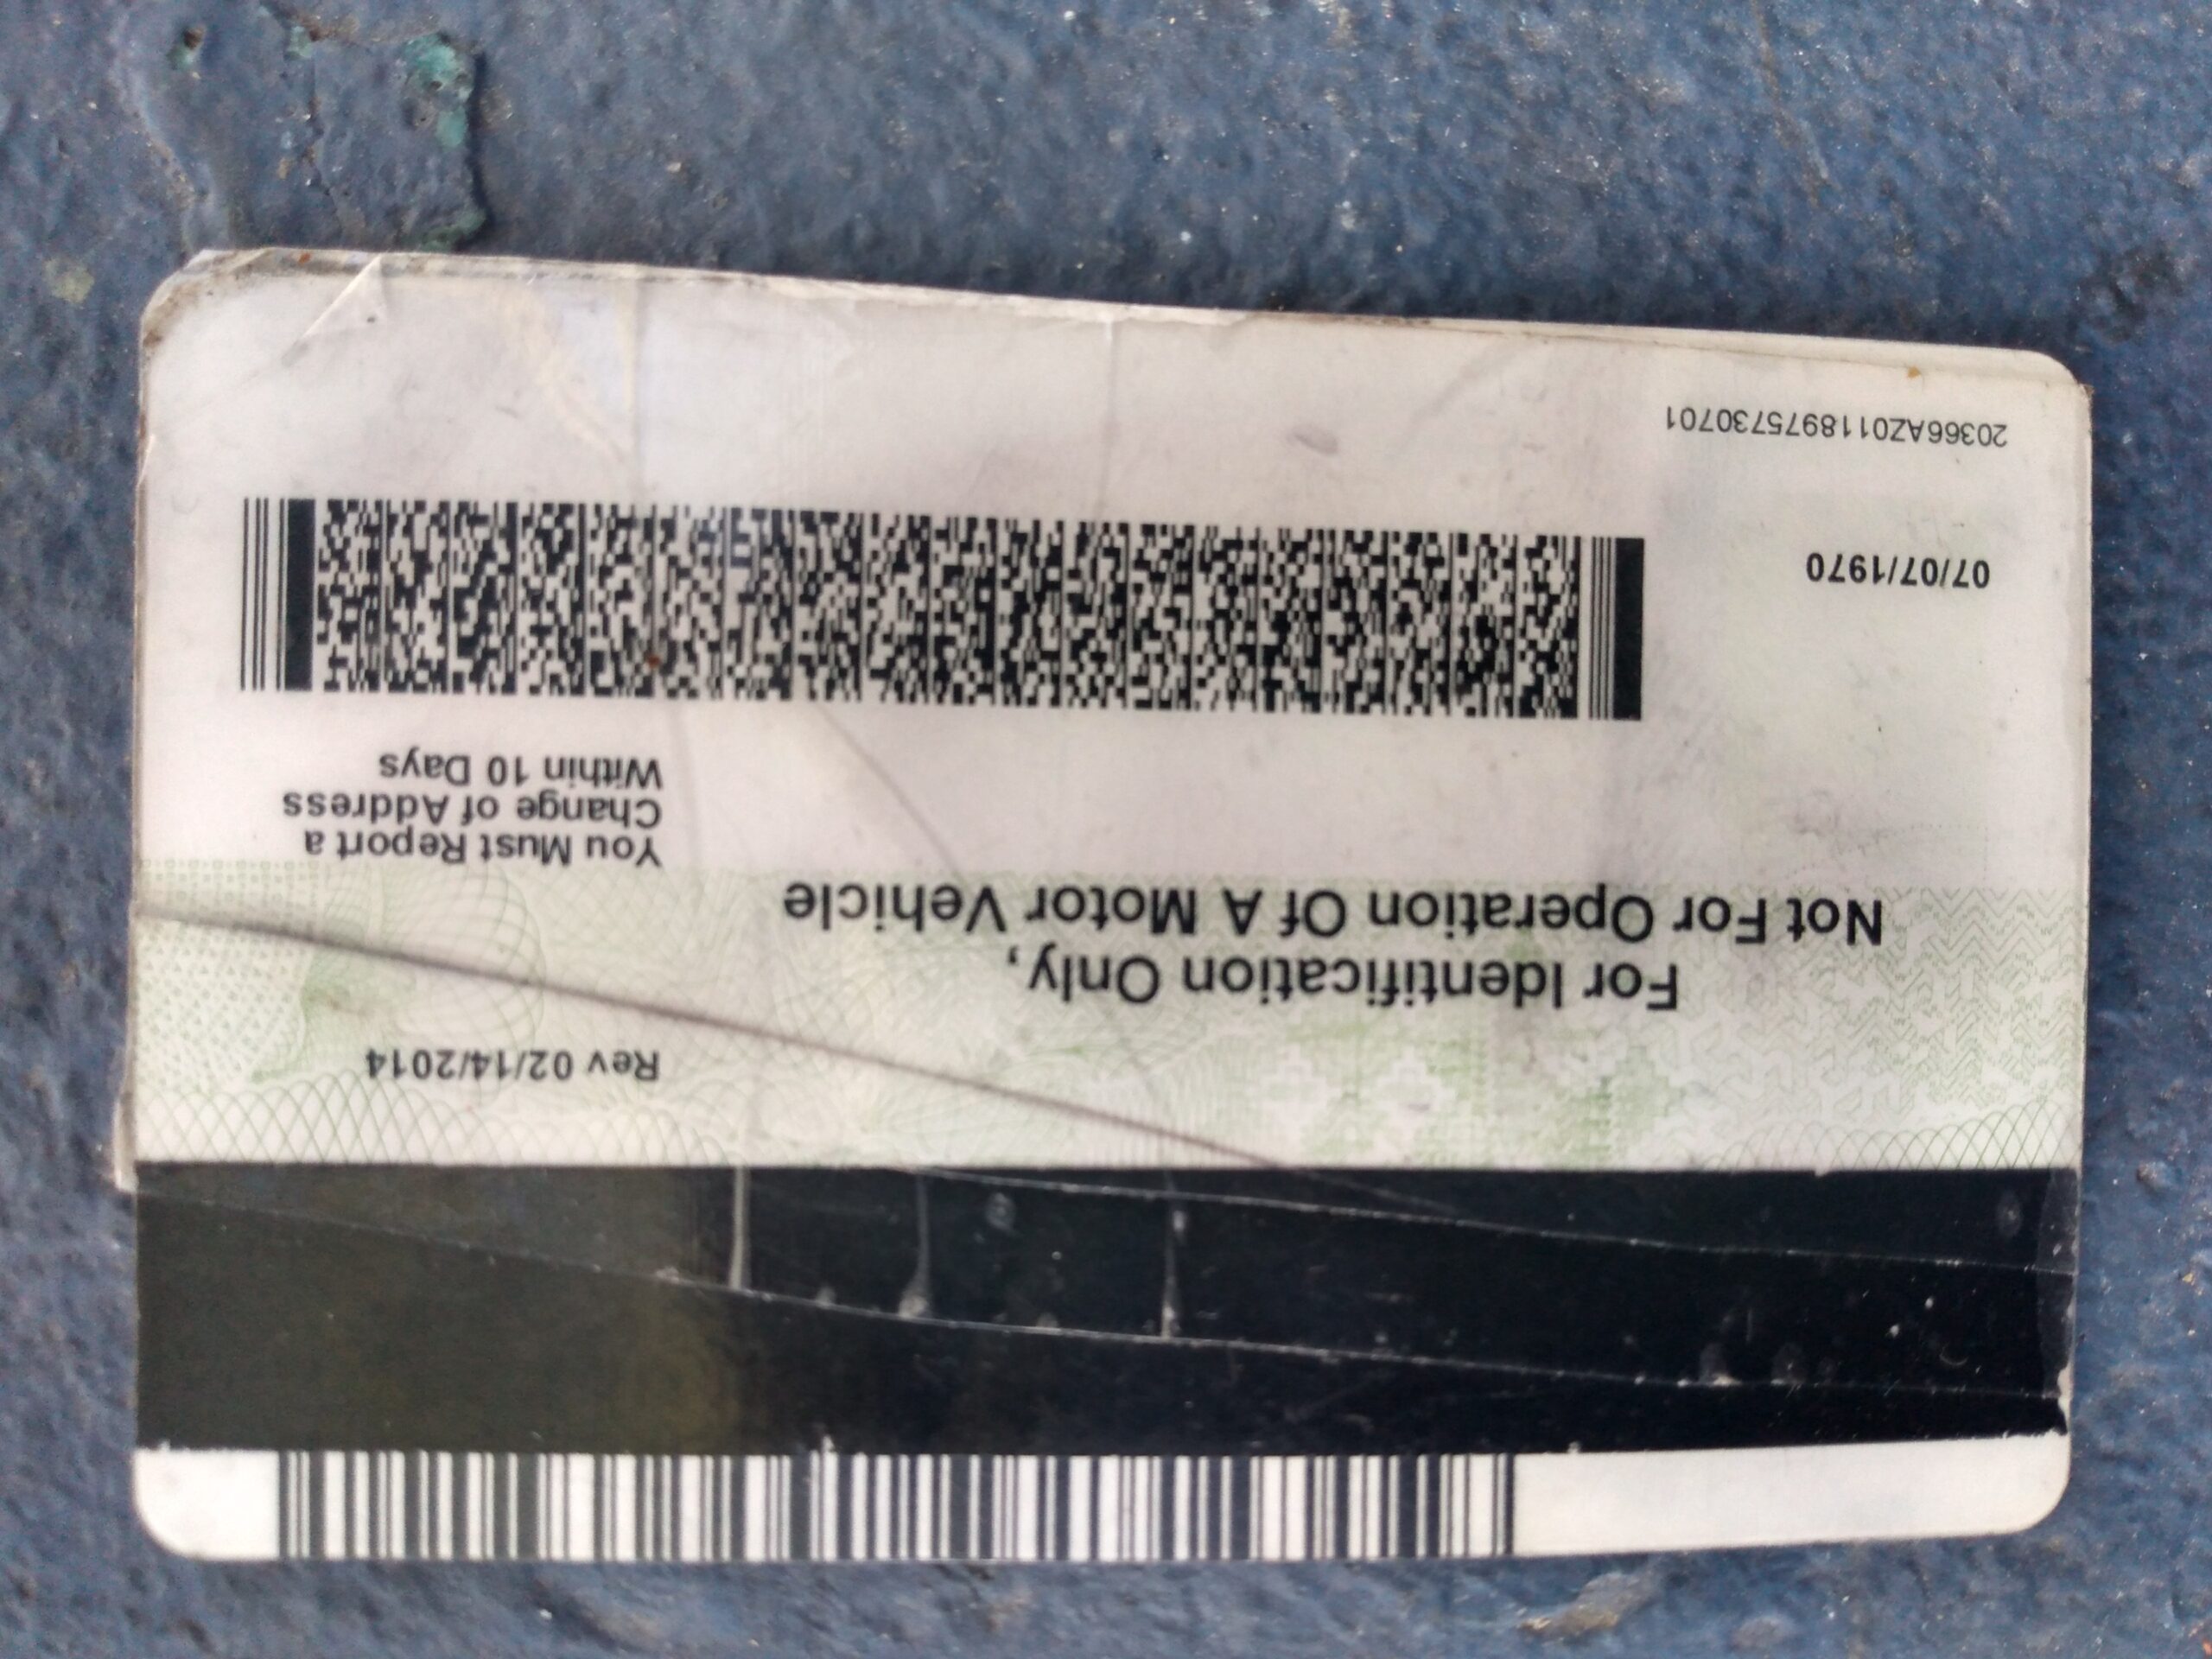 Rev 02/14/2014
For Identification Only,
Not For Operation Of A Motor Vehicle
You Must Report a
Change of Address
Within 10 Days
07/07/1970
20366AZ0118975730701